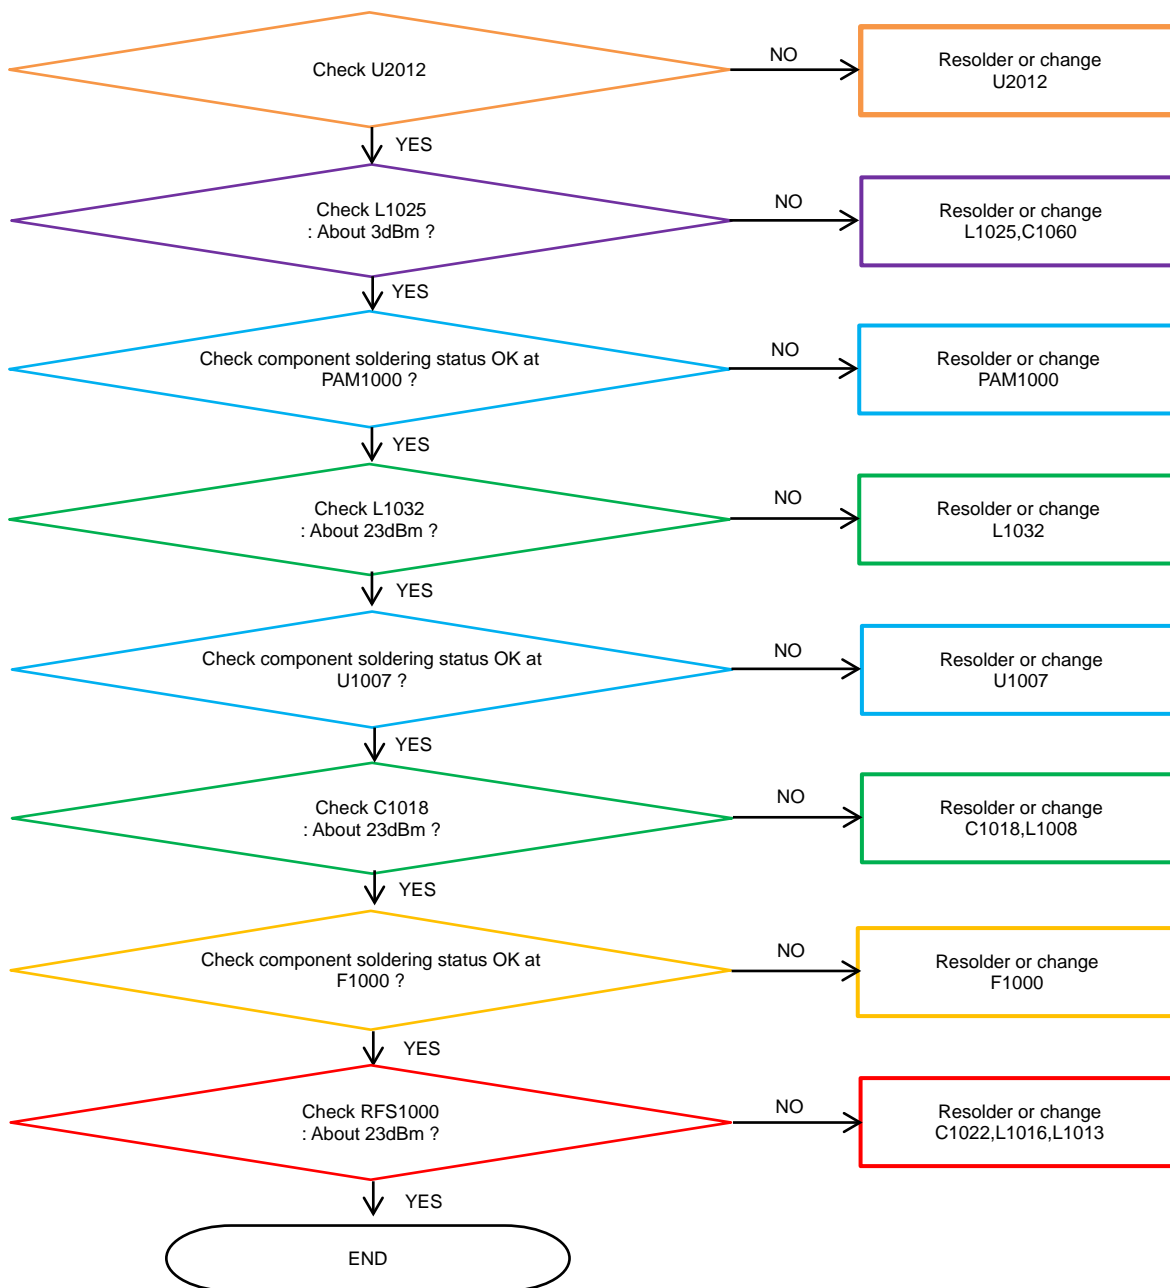 Check U2012
NO
Resolder or change
U2012
YES
Check L1025
: About 3dBm ?
NO
Resolder or change
L1025,C1060
YES
Check component soldering status OK at
PAM1000 ?
NO
Resolder or change
PAM1000
YES
Check L1032
: About 23dBm ?
NO
Resolder or change
L1032
YES
Check component soldering status OK at
U1007 ?
NO
Resolder or change
U1007
YES
Check C1018
: About 23dBm ?
NO
Resolder or change
C1018,L1008
YES
Check component soldering status OK at
F1000 ?
NO
Resolder or change
F1000
YES
Check RFS1000
: About 23dBm ?
NO
Resolder or change
C1022,L1016,L1013
YES
END